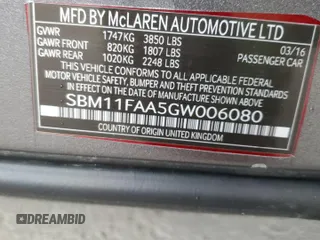 MFD BY McLAREN AUTOMOTIVE LTD
GVWR 1747KG 3850 LBS 03/16
GAWR FRONT 820KG 1807 LBS PASSENGER CAR
GAWR REAR 1020KG 2248 LBS
THIS VEHICLE CONFORMS TO ALL APPLICABLE
FEDERAL MOTOR VEHICLE SAFETY, BUMPER, AND
THEFT PREVENTION STANDARDS IN EFFECT ON THE
DATE OF MANUFACTURE SHOWN ABOVE
SBM11FAA5GW006080
COUNTRY OF ORIGIN UNITED KINGDOM
© DREAMBID